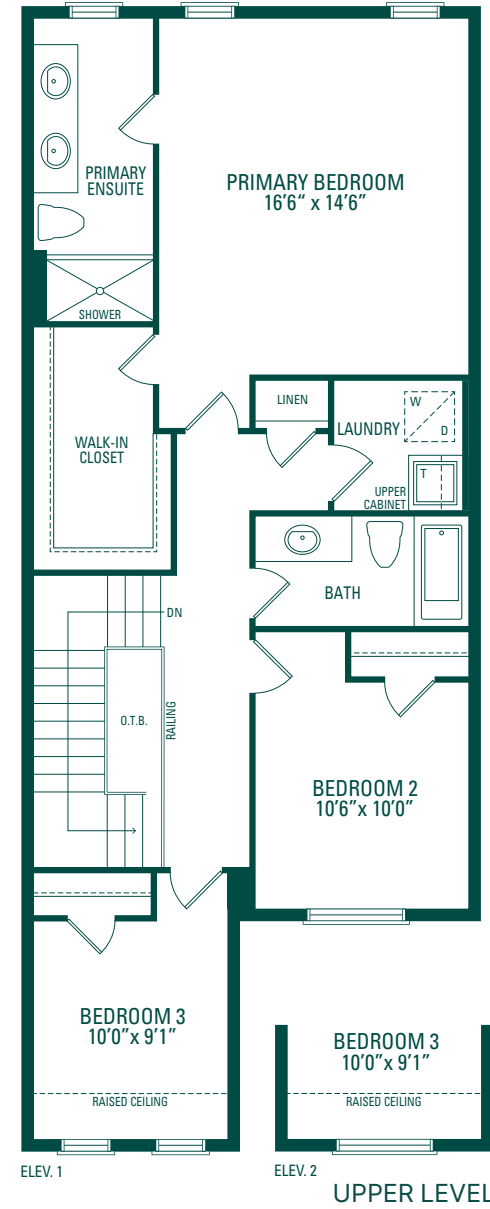 PRIMARY
ENSUITE
PRIMARY BEDROOM
16'6“ x 14'6”
SHOWER
LINEN
W
LAUNDRY
D
WALK-IN
CLOSET
T
UPPER
CABINET
BATH
DN
O.T.B.
RAILING
BEDROOM 2
10'6”x 10'0”
BEDROOM 3
10'0”x 9'1”
RAISED CEILING
BEDROOM 3
10'0”x 9'1”
RAISED CEILING
ELEV. 1
ELEV. 2
UPPER LEVEL